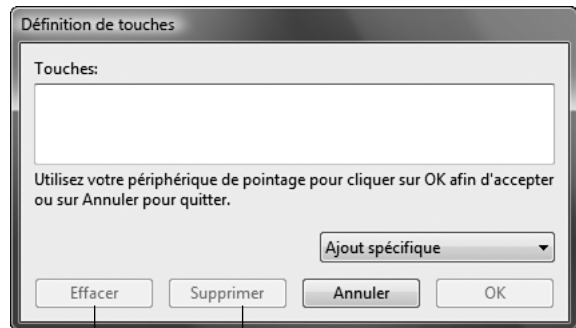 Définition de touches
Touches:
Utilisez votre périphérique de pointage pour cliquer sur OK afin d'accepter
ou sur Annuler pour quitter.
Ajout spécifique
Effacer
Supprimer
Annuler
OK